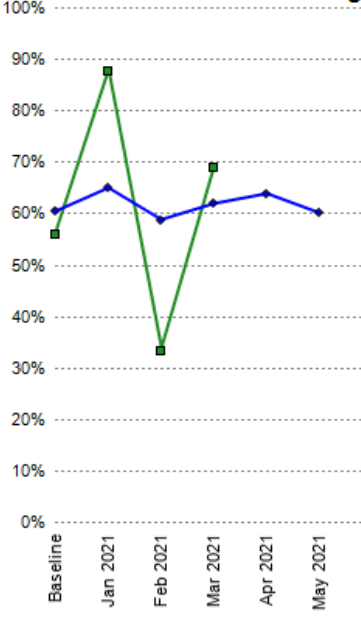 100%
90%
80%
70%
60%
50%
40%
30%
20%
10%
0%
Baseline
Jan 2021
Feb 2021
Mar 2021
Apr 2021
May 2021